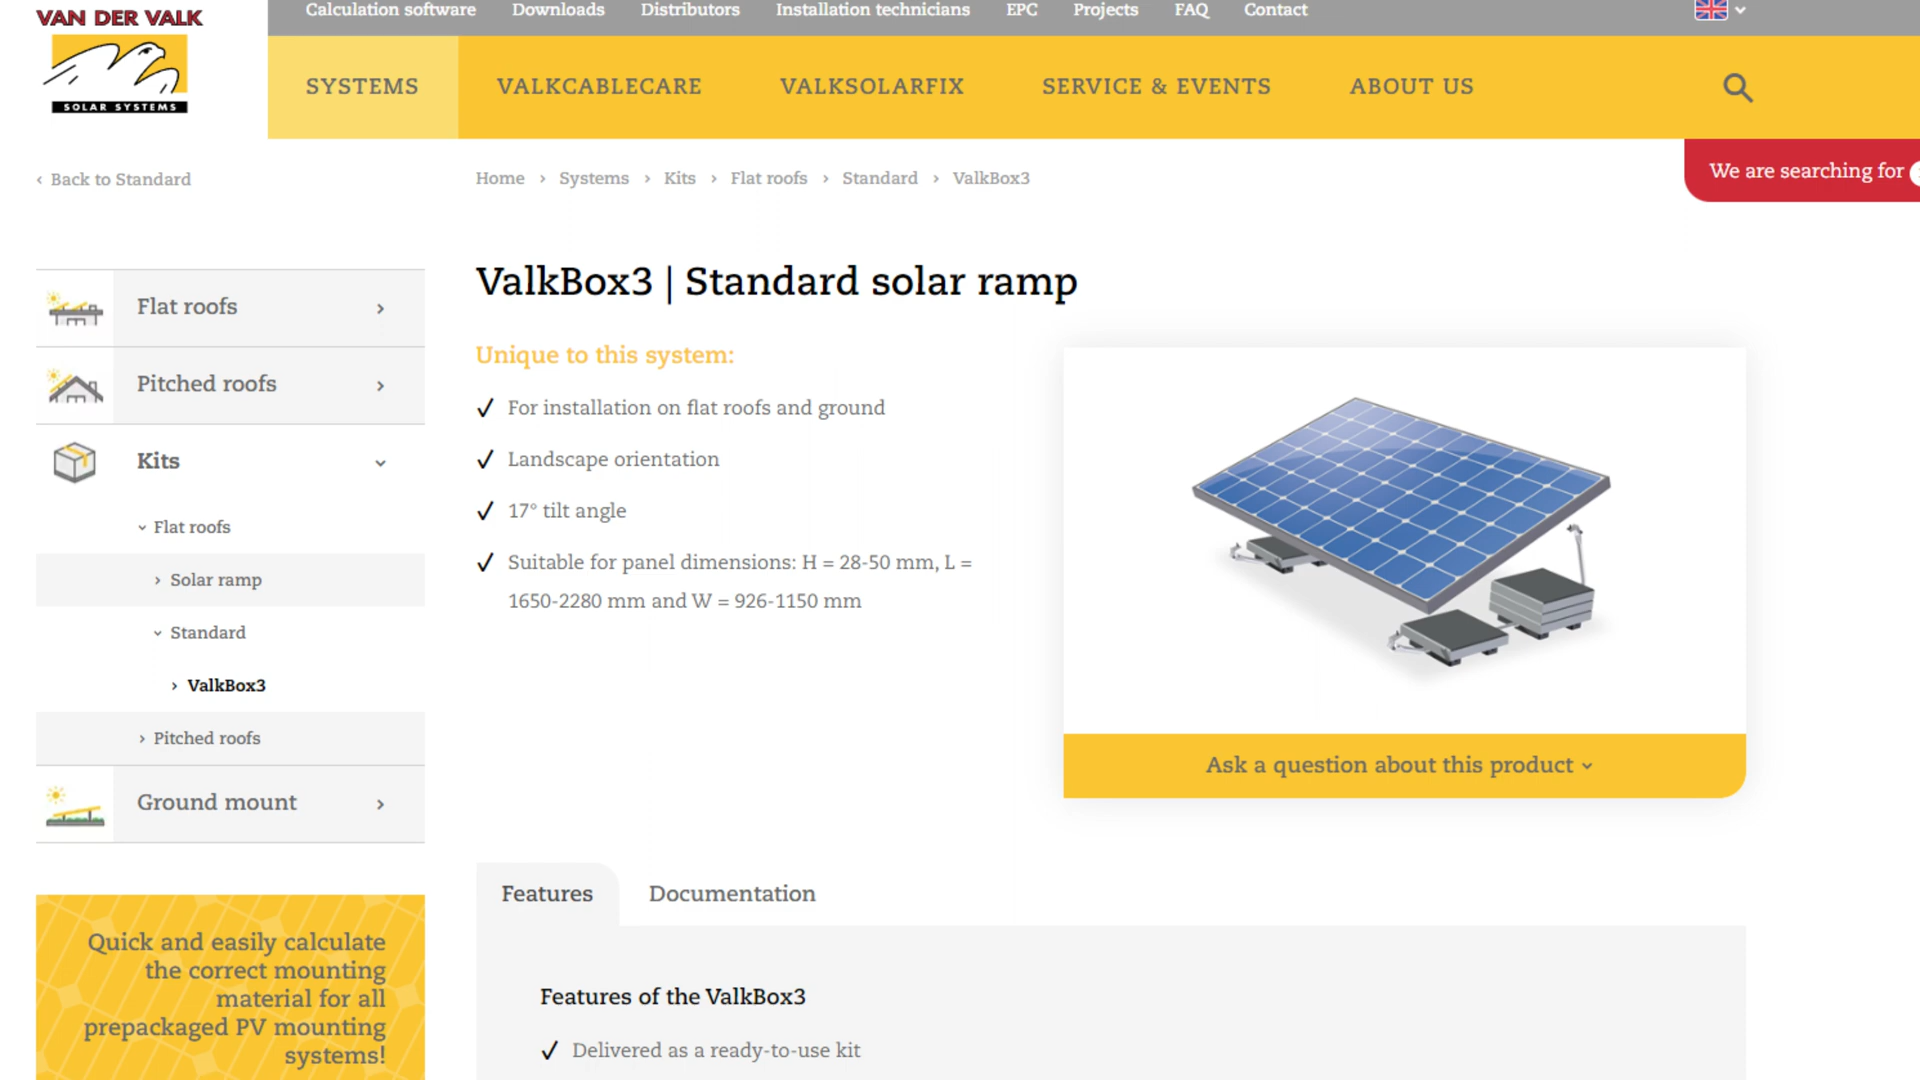 VAN DER VALK
SOLAR SYSTEMS
Calculation software Downloads Distributors Installation technicians EPC Projects FAQ Contact
SYSTEMS VALKCABLECARE VALKSOLARFIX SERVICE & EVENTS ABOUT US
We are searching for
‹ Back to Standard
Home › Systems › Kits › Flat roofs › Standard › ValkBox3
Flat roofs
Pitched roofs
Kits
Flat roofs
Solar ramp
Standard
ValkBox3
Pitched roofs
Ground mount
Quick and easily calculate
the correct mounting
material for all
prepackaged PV mounting
systems!
ValkBox3 | Standard solar ramp
Unique to this system:
✓ For installation on flat roofs and ground
✓ Landscape orientation
✓ 17° tilt angle
✓ Suitable for panel dimensions: H = 28-50 mm, L =
1650-2280 mm and W = 926-1150 mm
Ask a question about this product
Features Documentation
Features of the ValkBox3
✓ Delivered as a ready-to-use kit